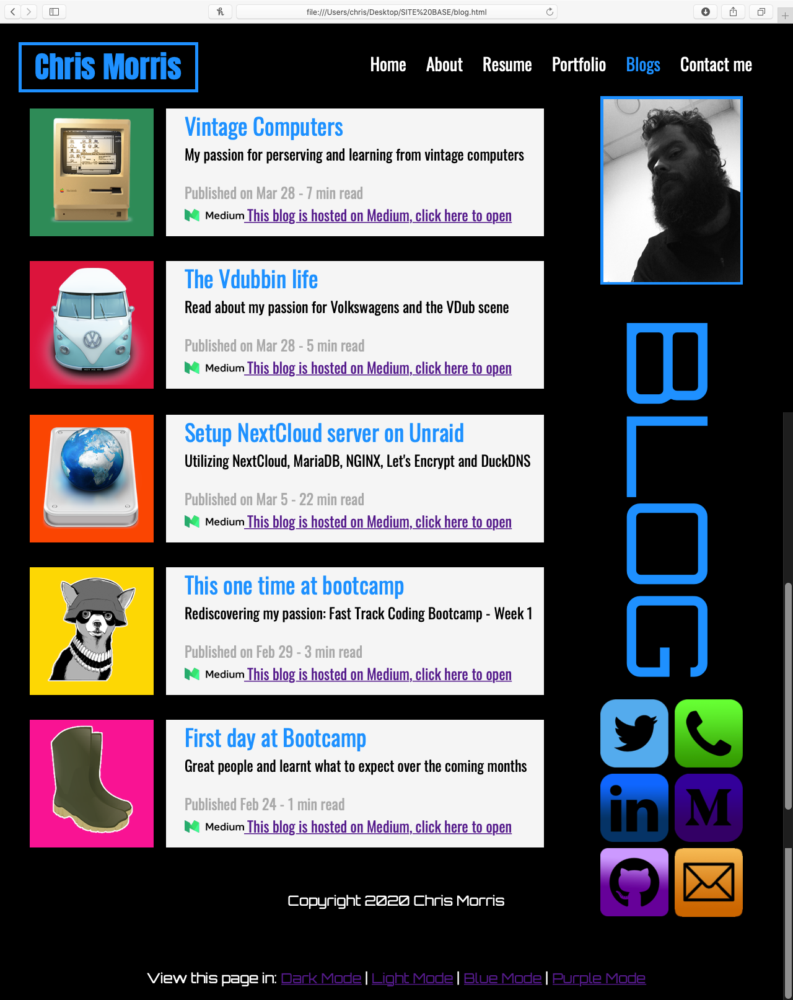 file:///Users/chris/Desktop/SITE%20BASE/blog.html
Chris Morris
Home About Resume Portfolio Blogs Contact me
Vintage Computers
My passion for perserving and learning from vintage computers
Published on Mar 28 - 7 min read
Medium This blog is hosted on Medium, click here to open
The Vdubbin life
Read about my passion for Volkswagens and the VDub scene
Published on Mar 28 - 5 min read
Medium This blog is hosted on Medium, click here to open
Setup NextCloud server on Unraid
Utilizing NextCloud, MariaDB, NGINX, Let's Encrypt and DuckDNS
Published on Mar 5 - 22 min read
Medium This blog is hosted on Medium, click here to open
This one time at bootcamp
Rediscovering my passion: Fast Track Coding Bootcamp - Week 1
Published on Feb 29 - 3 min read
Medium This blog is hosted on Medium, click here to open
First day at Bootcamp
Great people and learnt what to expect over the coming months
Published Feb 24 - 1 min read
Medium This blog is hosted on Medium, click here to open
BLOG
in M
Copyright 2020 Chris Morris
View this page in: Dark Mode | Light Mode | Blue Mode | Purple Mode